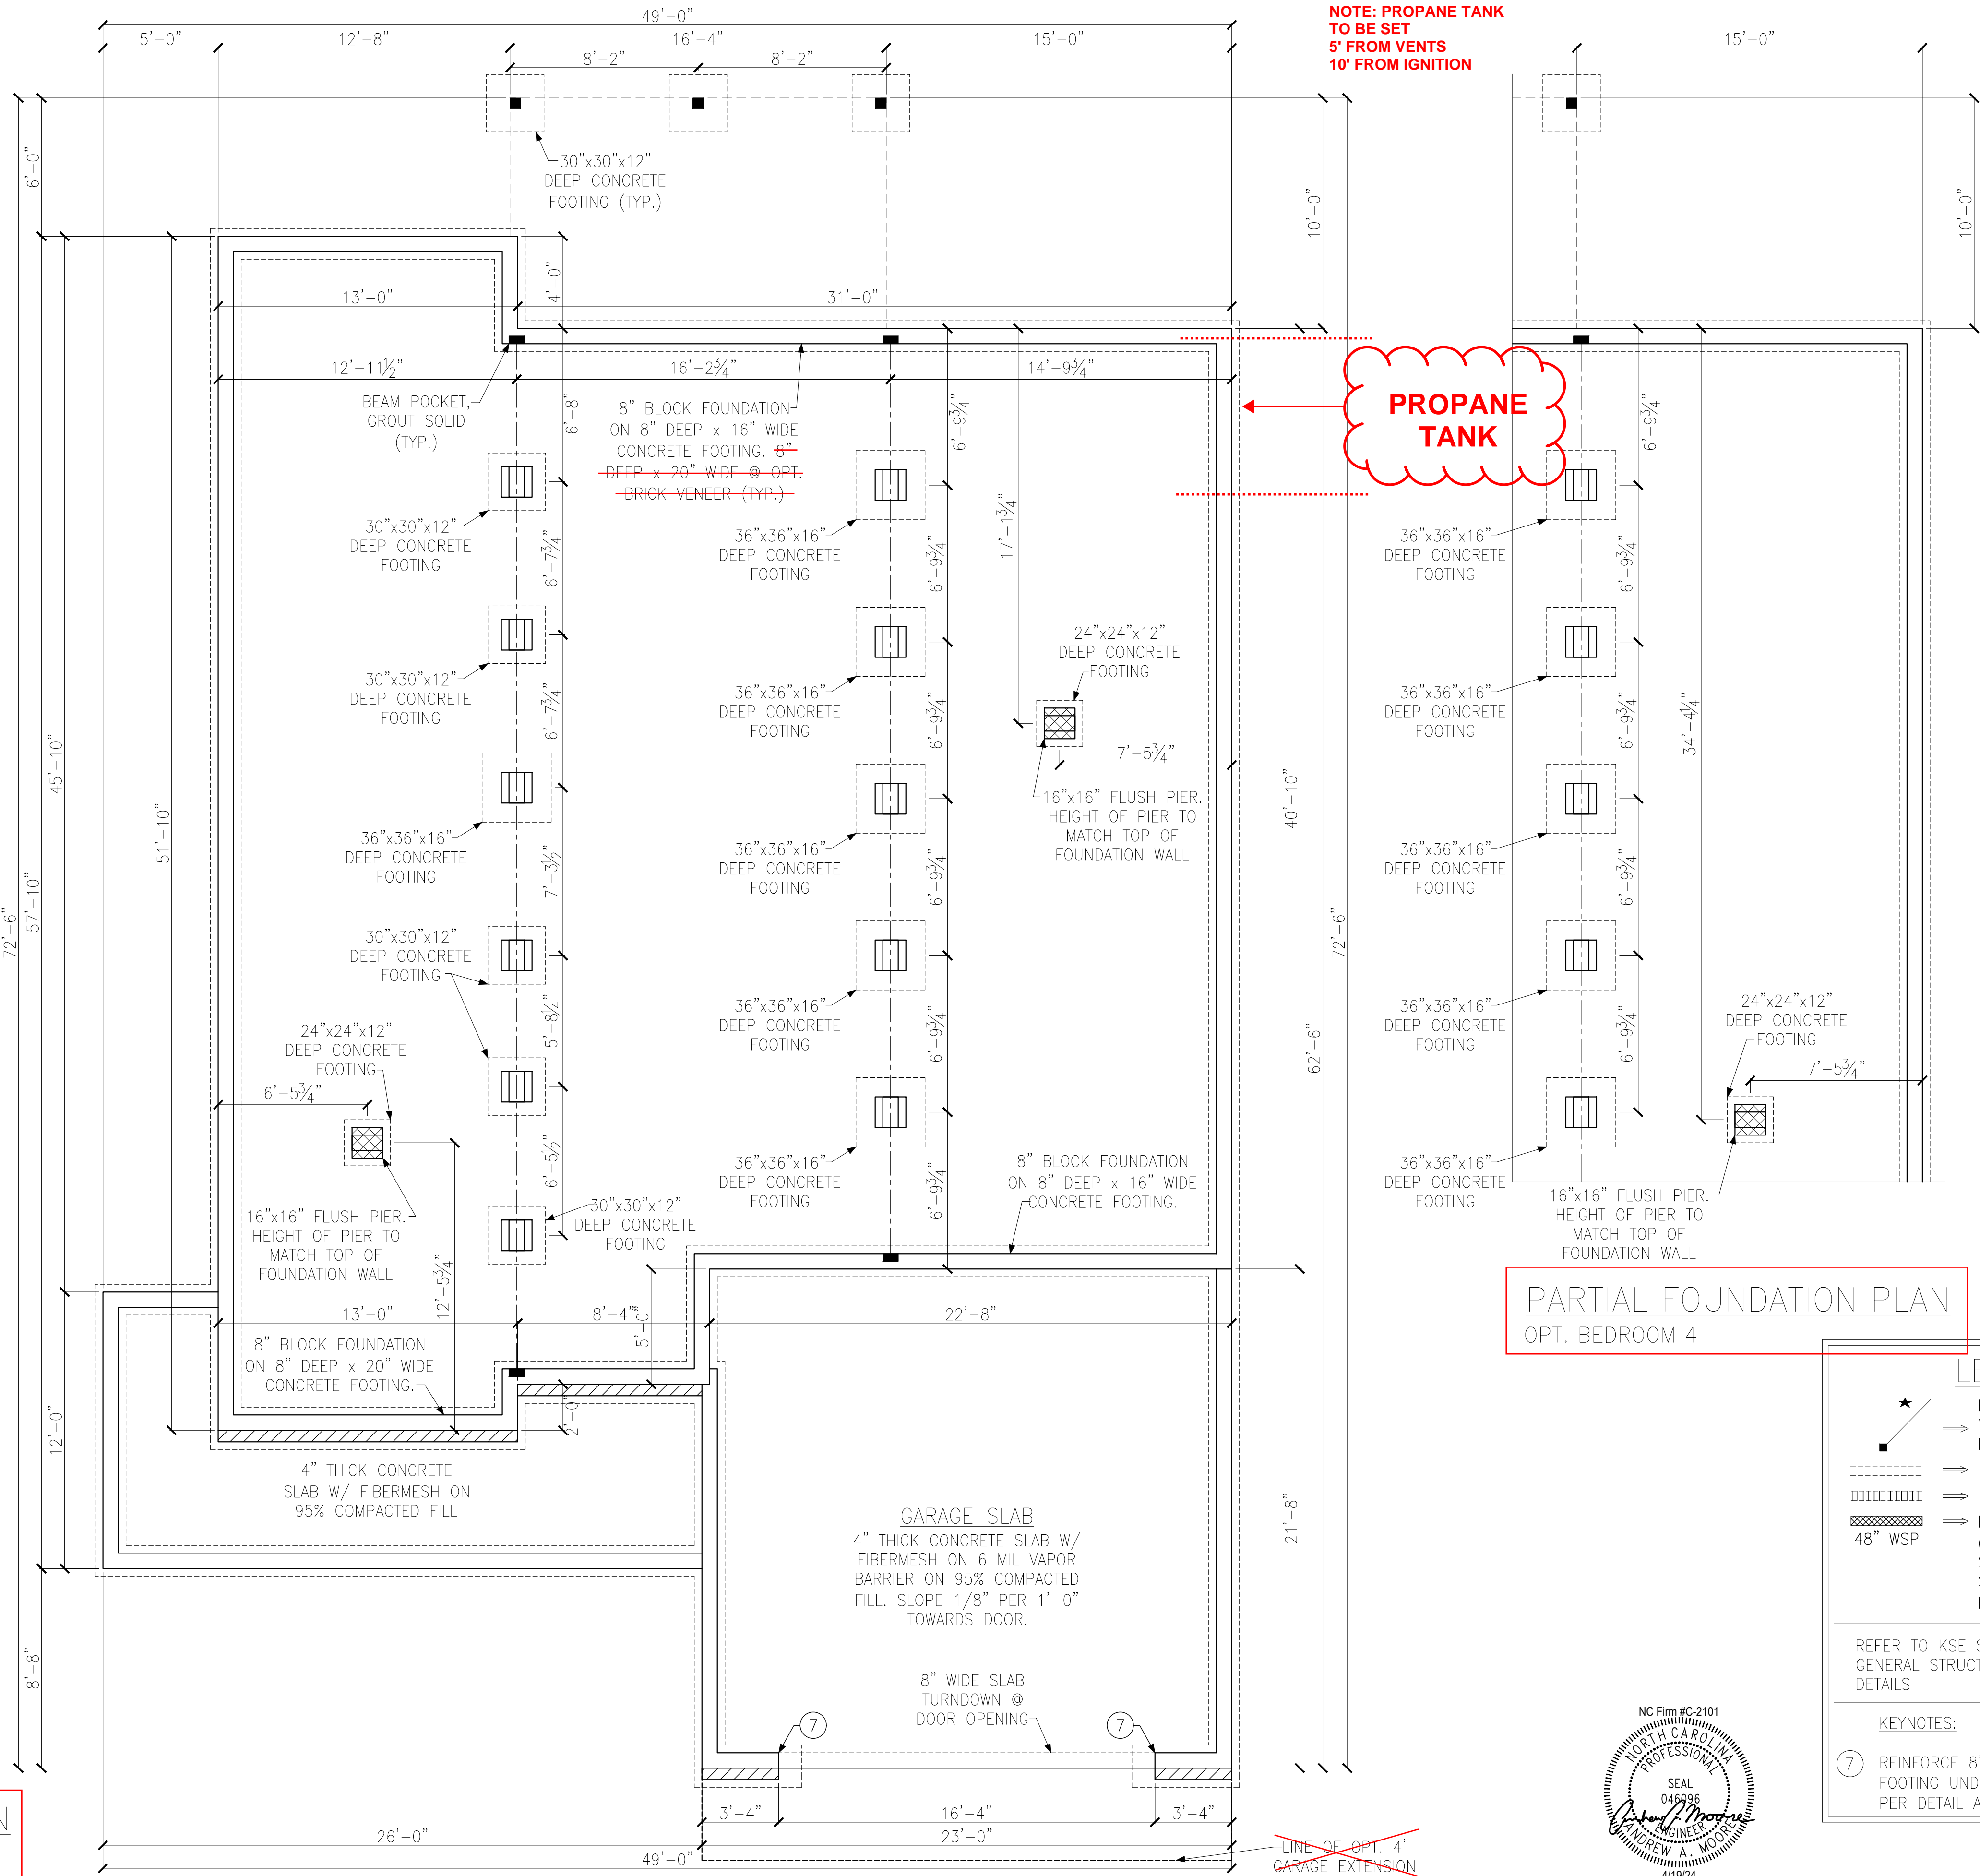 49'-0"
5'-0"
12'-8"
16'-4"
15'-0"
8'-2"
8'-2"
NOTE: PROPANE TANK
TO BE SET
5' FROM VENTS
10' FROM IGNITION
15'-0"
6'-0"
30"x30"x12"
DEEP CONCRETE
FOOTING (TYP.)
10'-0"
10'-0"
4'-0"
13'-0"
31'-0"
12'-11½"
16'-2¾"
14'-9¾"
BEAM POCKET,
GROUT SOLID
(TYP.)
6'-8"
8" BLOCK FOUNDATION
ON 8" DEEP x 16" WIDE
CONCRETE FOOTING. 8"
DEEP x 20" WIDE @ OPT.
BRICK VENEER (TYP.)
6'-9¾"
17'-1¾"
PROPANE
TANK
6'-9¾"
30"x30"x12"
DEEP CONCRETE
FOOTING
6'-7¾"
36"x36"x16"
DEEP CONCRETE
FOOTING
6'-9¾"
36"x36"x16"
DEEP CONCRETE
FOOTING
6'-9¾"
30"x30"x12"
DEEP CONCRETE
FOOTING
6'-7¾"
36"x36"x16"
DEEP CONCRETE
FOOTING
6'-9¾"
24"x24"x12"
DEEP CONCRETE
FOOTING
7'-5¾"
36"x36"x16"
DEEP CONCRETE
FOOTING
6'-9¾"
34'-4¼"
45'-10"
51'-10"
57'-10"
72'-6"
36"x36"x16"
DEEP CONCRETE
FOOTING
7'-3½"
36"x36"x16"
DEEP CONCRETE
FOOTING
6'-9¾"
16"x16" FLUSH PIER.
HEIGHT OF PIER TO
MATCH TOP OF
FOUNDATION WALL
40'-10"
72'-6"
36"x36"x16"
DEEP CONCRETE
FOOTING
6'-9¾"
30"x30"x12"
DEEP CONCRETE
FOOTING
5'-8¼"
36"x36"x16"
DEEP CONCRETE
FOOTING
6'-9¾"
62'-6"
36"x36"x16"
DEEP CONCRETE
FOOTING
6'-9¾"
24"x24"x12"
DEEP CONCRETE
FOOTING
7'-5¾"
24"x24"x12"
DEEP CONCRETE
FOOTING
6'-5¾"
6'-5½"
36"x36"x16"
DEEP CONCRETE
FOOTING
6'-9¾"
8" BLOCK FOUNDATION
ON 8" DEEP x 16" WIDE
CONCRETE FOOTING.
36"x36"x16"
DEEP CONCRETE
FOOTING
16"x16" FLUSH PIER.
HEIGHT OF PIER TO
MATCH TOP OF
FOUNDATION WALL
16"x16" FLUSH PIER.
HEIGHT OF PIER TO
MATCH TOP OF
FOUNDATION WALL
30"x30"x12"
DEEP CONCRETE
FOOTING
12'-5¾"
13'-0"
8'-4"
5'-0"
22'-8"
PARTIAL FOUNDATION PLAN
OPT. BEDROOM 4
8" BLOCK FOUNDATION
ON 8" DEEP x 20" WIDE
CONCRETE FOOTING.
2'-0"
12'-0"
4" THICK CONCRETE
SLAB W/ FIBERMESH ON
95% COMPACTED FILL
GARAGE SLAB
4" THICK CONCRETE SLAB W/
FIBERMESH ON 6 MIL VAPOR
BARRIER ON 95% COMPACTED
FILL. SLOPE 1/8" PER 1'-0"
TOWARDS DOOR.
21'-8"
48" WSP
REFER TO KSE S
GENERAL STRUCT
DETAILS
KEYNOTES:
7 REINFORCE 8"
FOOTING UND
PER DETAIL A
8'-8"
8" WIDE SLAB
TURNDOWN @
DOOR OPENING
7
7
NC Firm #C-2101
NORTH CAROLINA
PROFESSIONAL
SEAL
046096
ENGINEER
ANDREW A. MOORE
4/19/24
3'-4"
16'-4"
3'-4"
26'-0"
23'-0"
49'-0"
LINE OF OPT. 4'
GARAGE EXTENSION
N